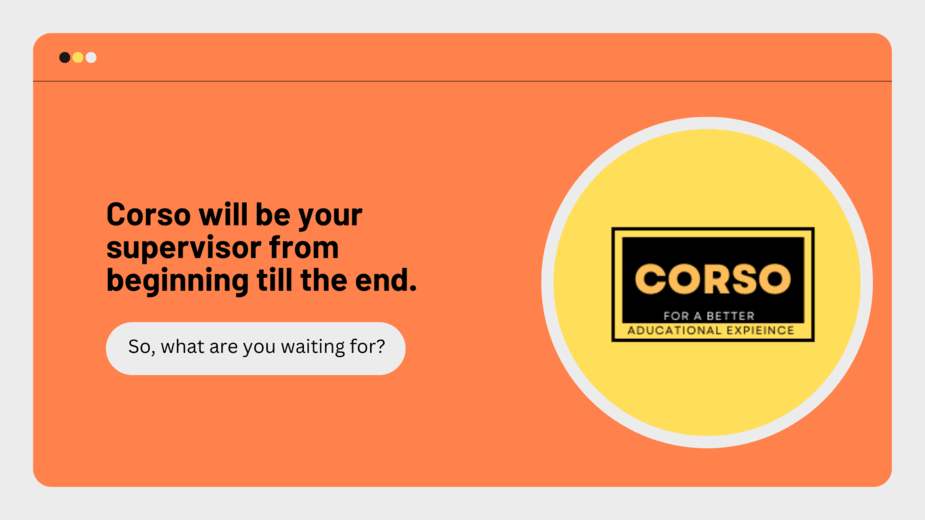 Corso will be your
supervisor from
beginning till the end.
So, what are you waiting for?
CORSO
FOR A BETTER
ADUCATIONAL EXPIEINCE